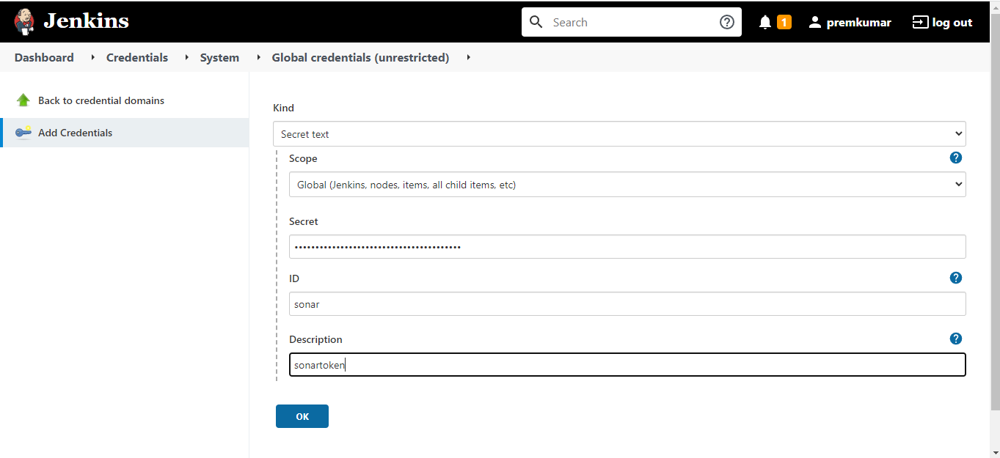 Jenkins
Search
1
premkumar
log out
Dashboard
Credentials
System
Global credentials (unrestricted)
Back to credential domains
Add Credentials
Kind
Secret text
Scope
Global (Jenkins, nodes, items, all child items, etc)
Secret
••••••••••••••••••••••••••••••••••••••••
ID
sonar
Description
sonartoken
OK